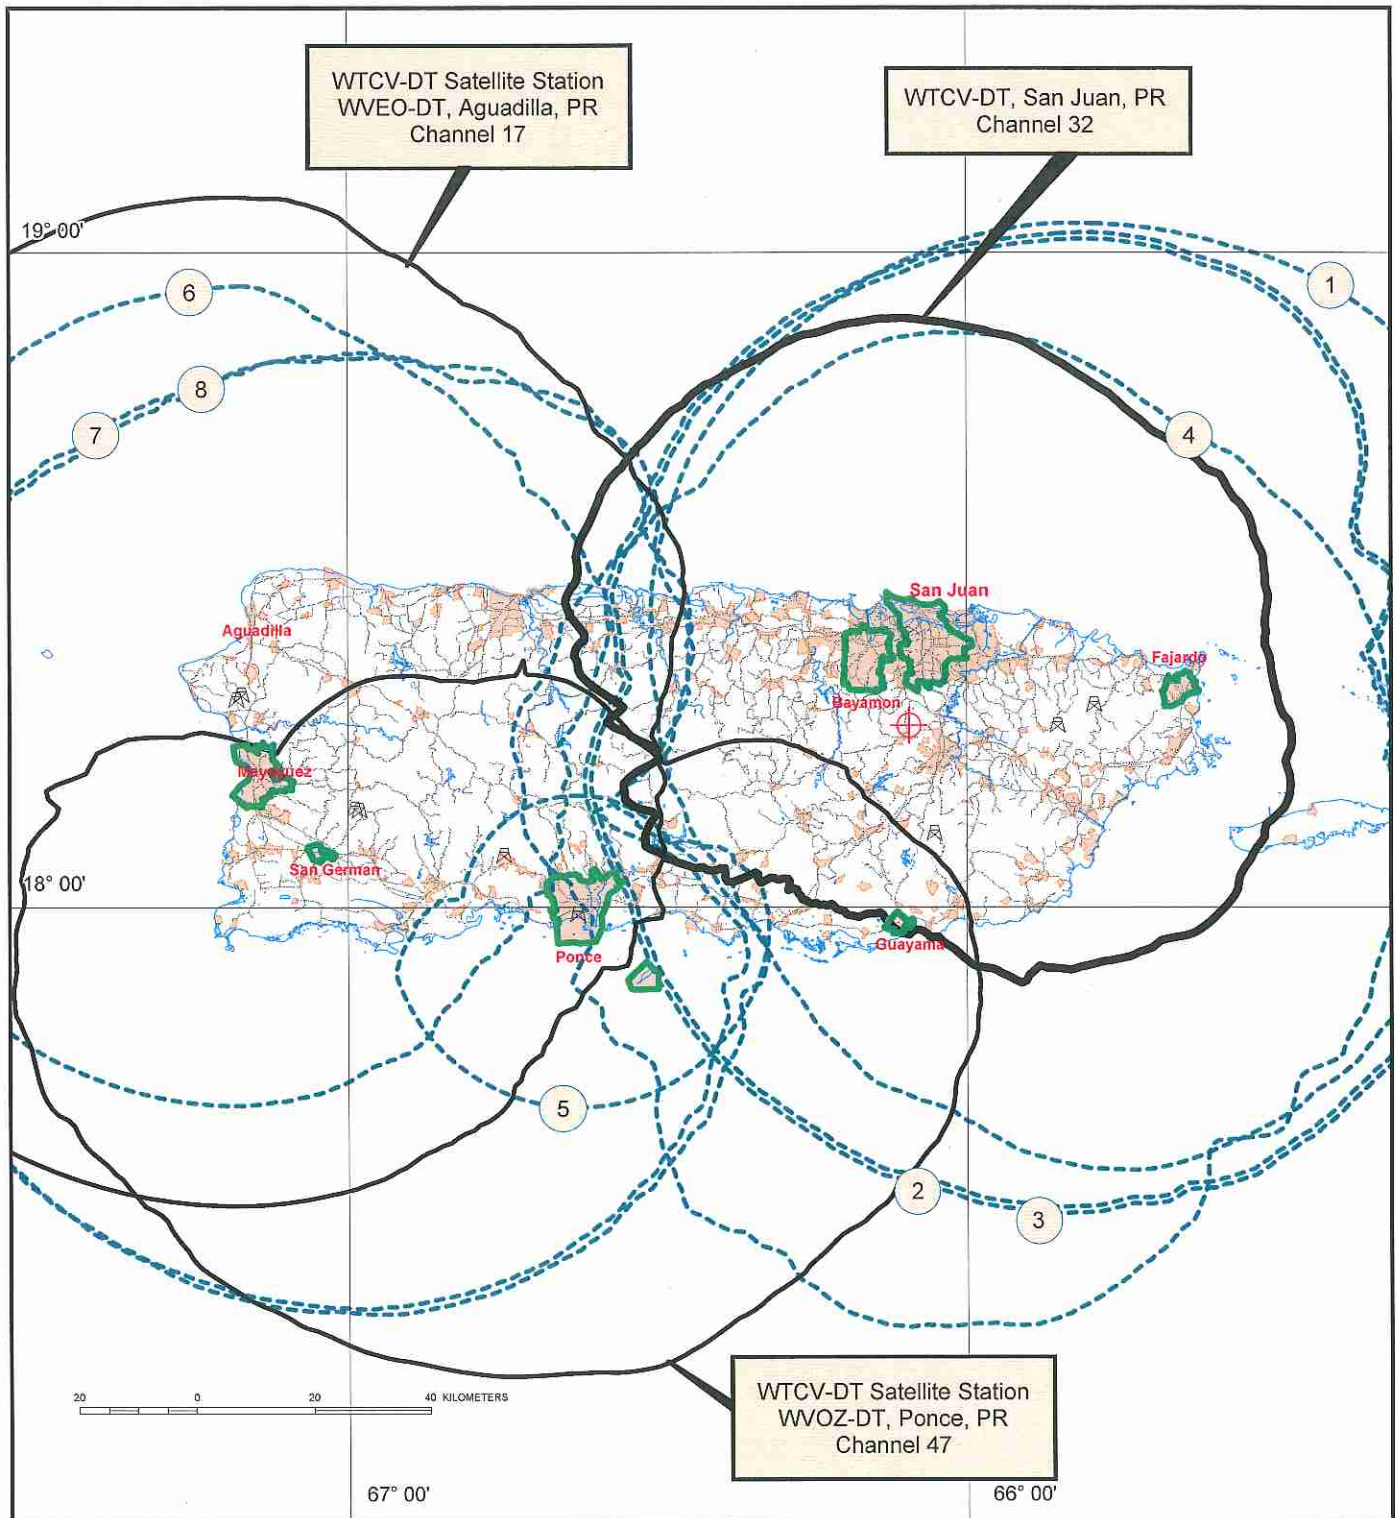 WTCV-DT Satellite Station
WVEO-DT, Aguadilla, PR
Channel 17
WTCV-DT, San Juan, PR
Channel 32
19° 00'
1
6
8
7
4
San Juan
Aguadilla
Fajardo
Bayamon
Mayaguez
San German
18° 00'
Guayama
Ponce
5
2
3
WTCV-DT Satellite Station
WVOZ-DT, Ponce, PR
Channel 47
20 0 20 40 KILOMETERS
67° 00'
66° 00'